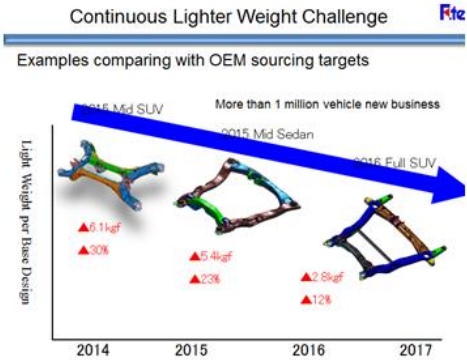 Continuous Lighter Weight Challenge
F-tec
Examples comparing with OEM sourcing targets
2015 Mid SUV
More than 1 million vehicle new business
2015 Mid Sedan
2016 Full SUV
Light Weight per Base Design
▲6.1kgf
▲30%
▲5.4kgf
▲23%
▲2.8kgf
▲12%
2014 2015 2016 2017